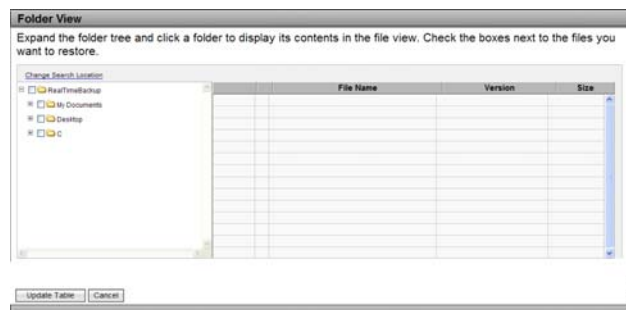 Folder View
Expand the folder tree and click a folder to display its contents in the file view. Check the boxes next to the files you
want to restore.
Change Search Location
File Name Version Size
RealTimeBackup
My Documents
Desktop
C
Update Table Cancel